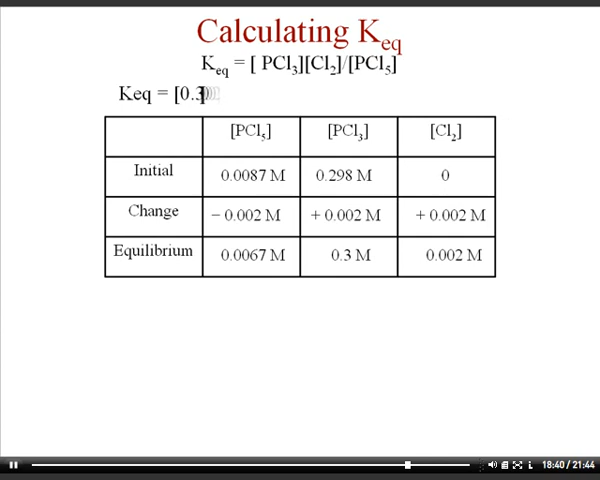 Calculating Keq
Keq = [ PCl3][Cl2]/[PCl5]
Keq = [0.3
[PCl5] [PCl3] [Cl2]
Initial 0.0087 M 0.298 M 0
Change − 0.002 M + 0.002 M + 0.002 M
Equilibrium 0.0067 M 0.3 M 0.002 M
18:40 / 21:44